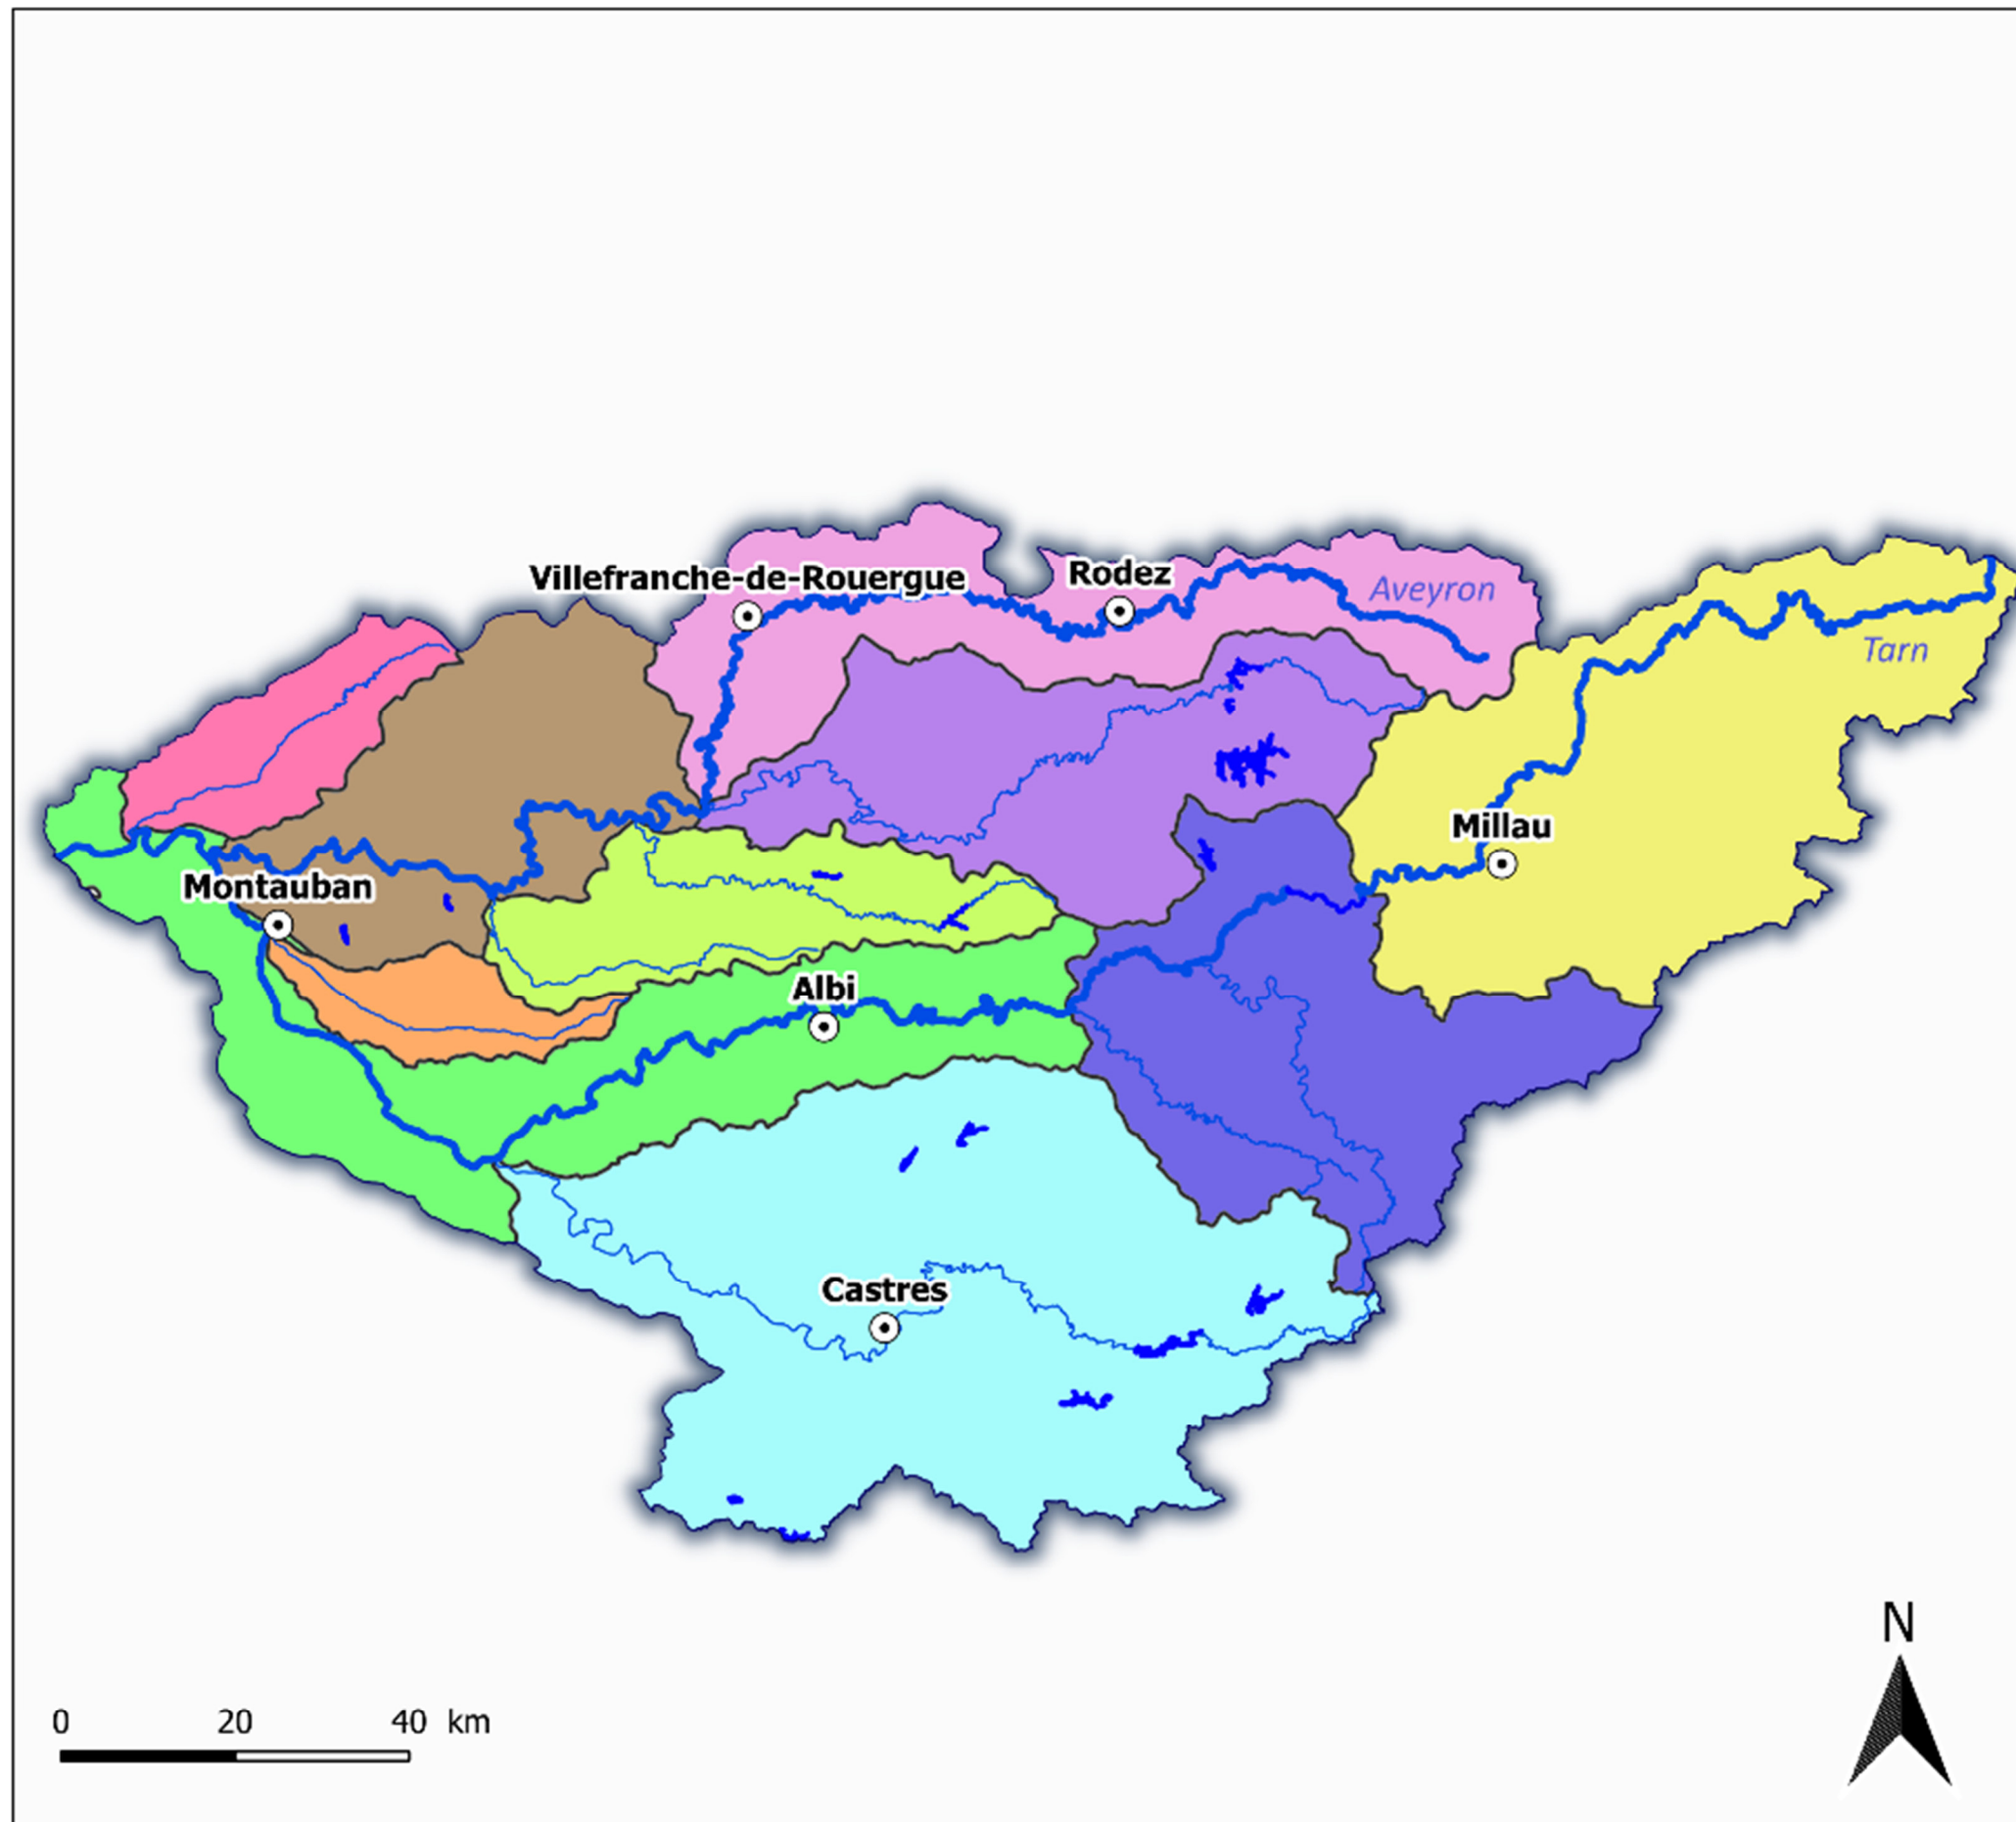 Villefranche-de-Rouergue
Rodez
Aveyron
Tarn
Millau
Montauban
Albi
Castres
N
0 20 40 km